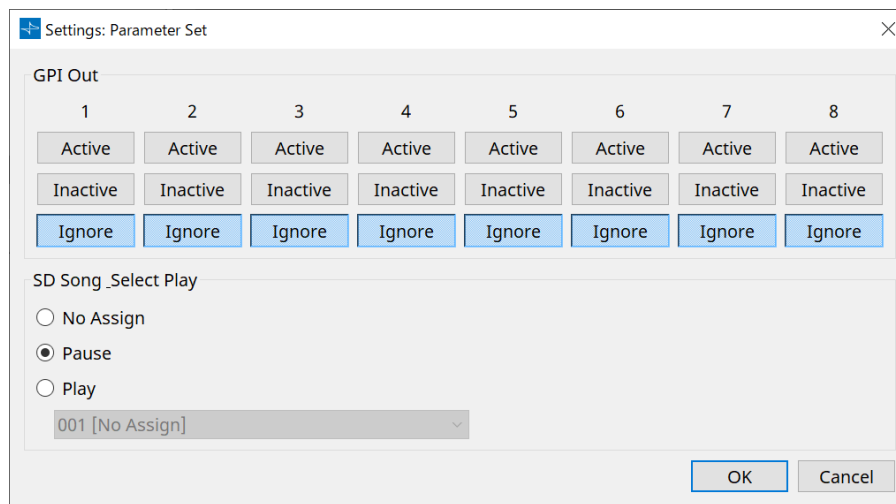 Settings: Parameter Set
GPI Out
1 2 3 4 5 6 7 8
Active Active Active Active Active Active Active Active
Inactive Inactive Inactive Inactive Inactive Inactive Inactive Inactive
Ignore Ignore Ignore Ignore Ignore Ignore Ignore Ignore
SD Song _Select Play
No Assign
Pause
Play
001 [No Assign]
OK Cancel